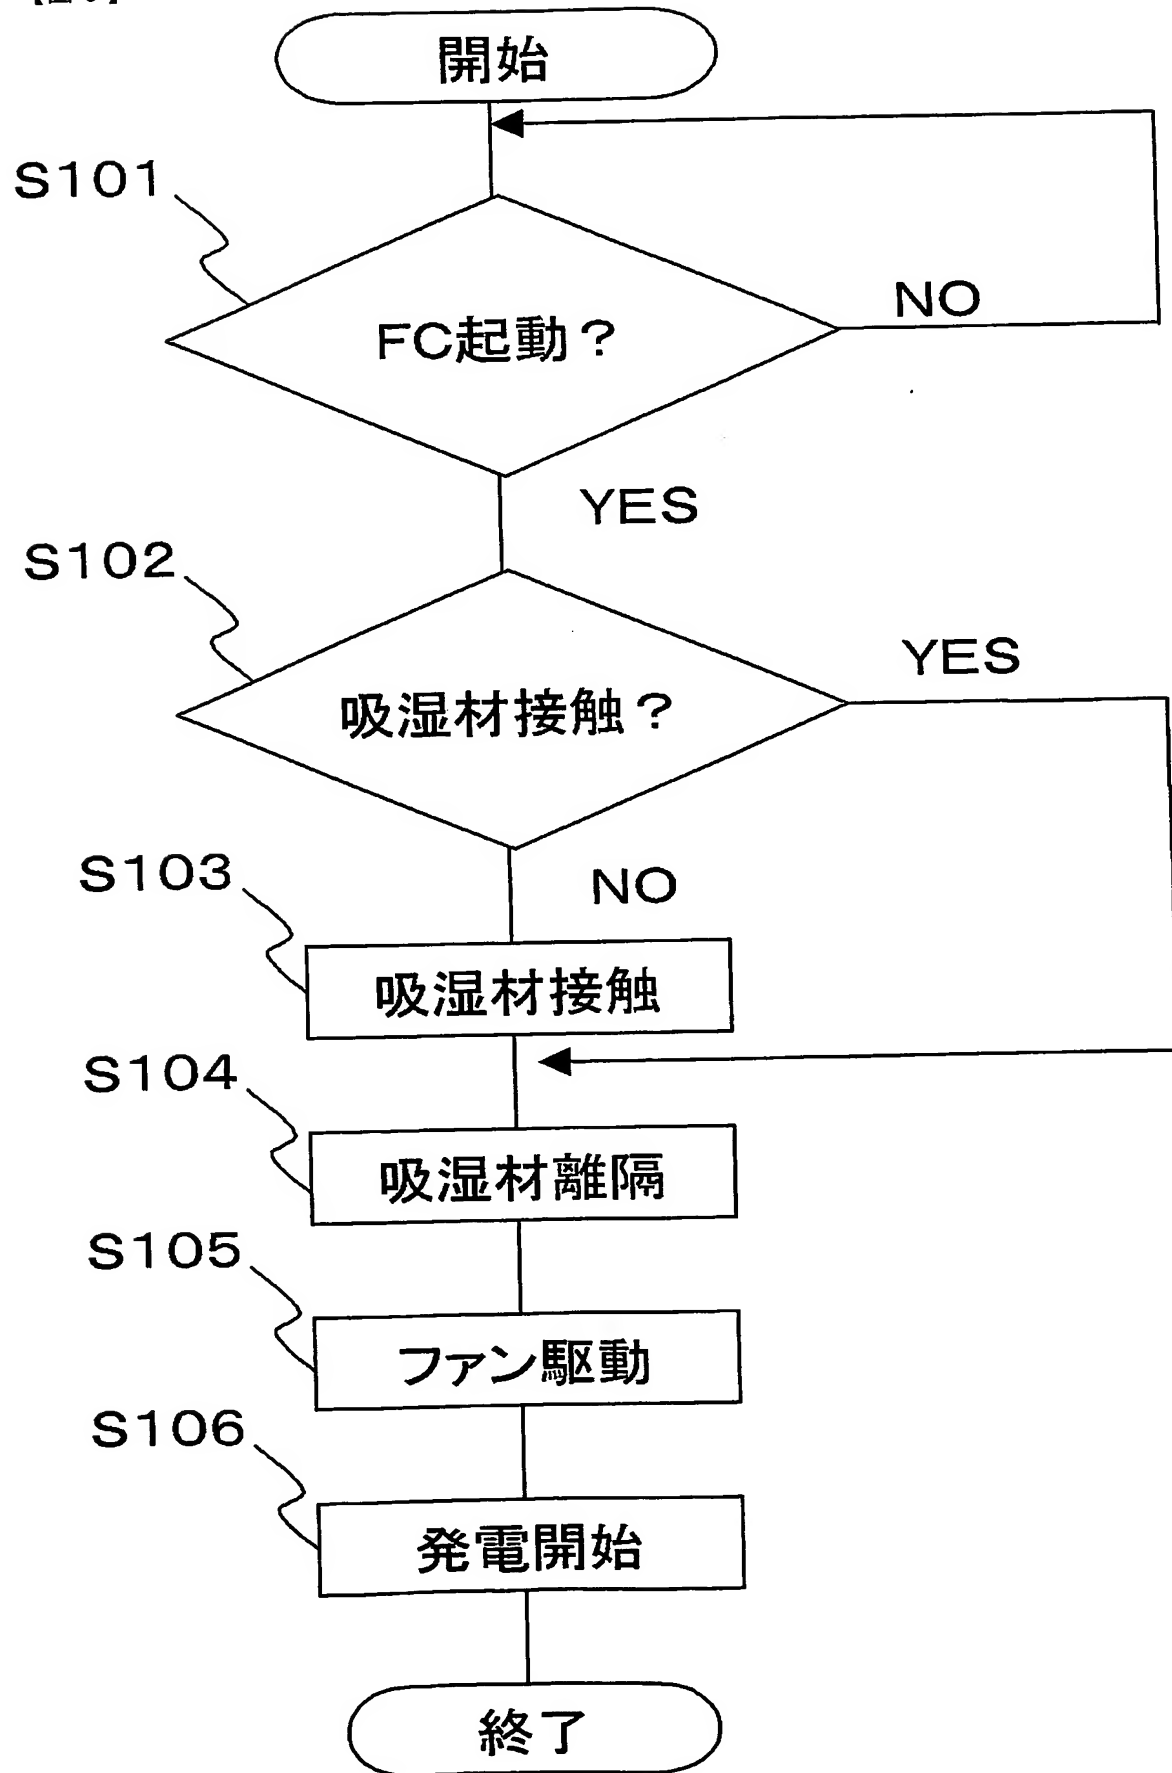 開始
S101
FC起動？
NO
YES
S102
吸湿材接触？
YES
NO
S103
吸湿材接触
S104
吸湿材離隔
S105
ファン駆動
S106
発電開始
終了